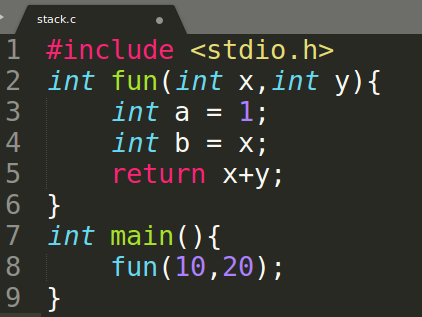 stack.c
1 #include <stdio.h>
2 int fun(int x,int y){
3     int a = 1;
4     int b = x;
5     return x+y;
6 }
7 int main(){
8     fun(10,20);
9 }